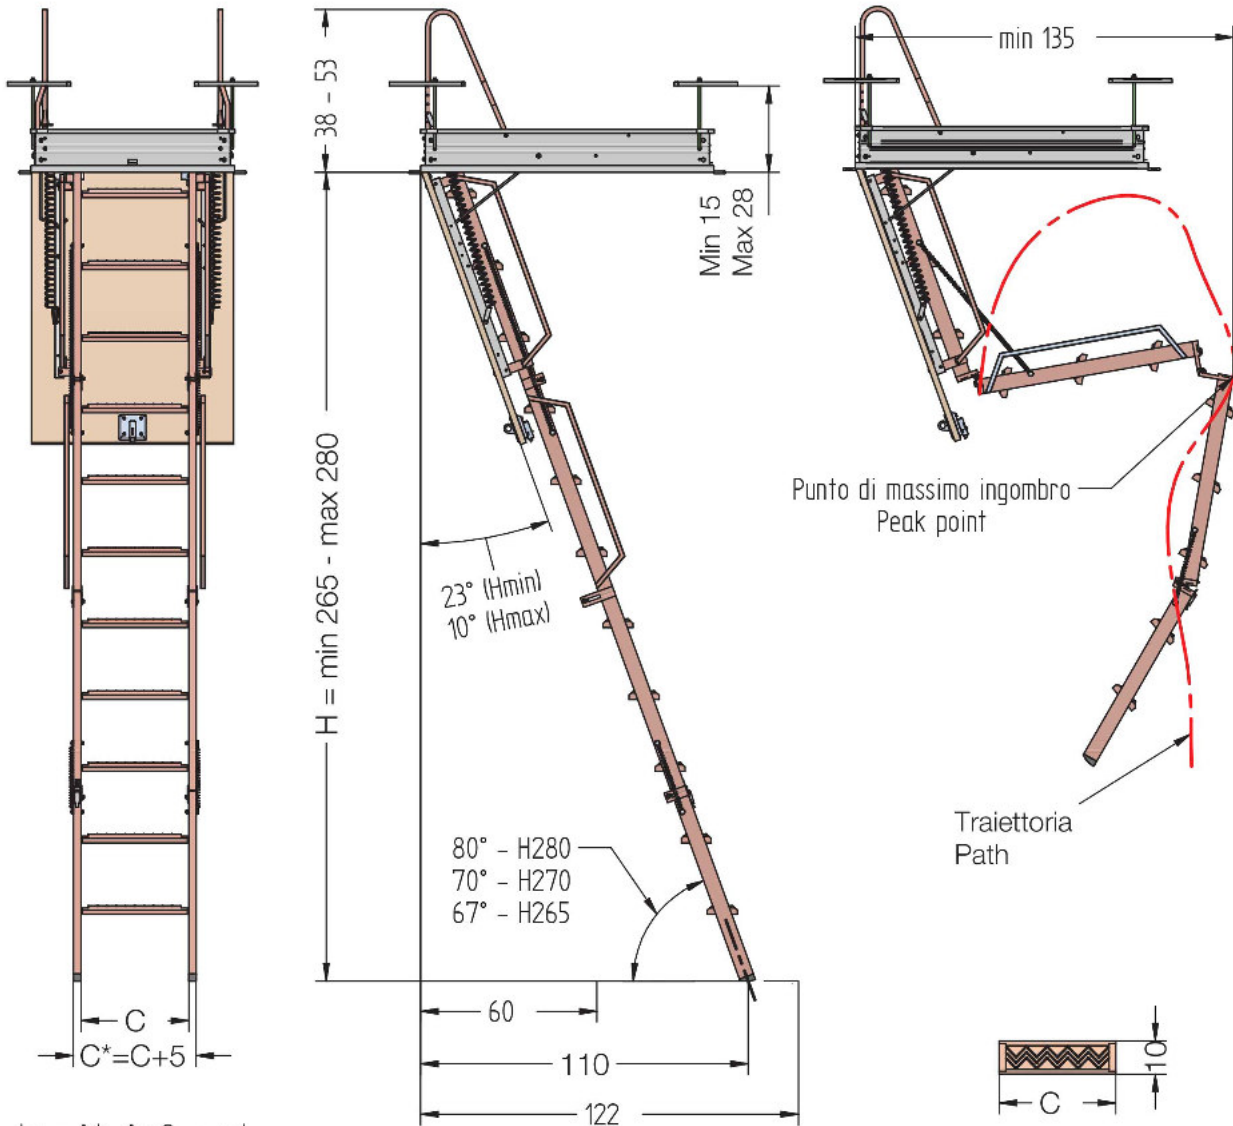 min 135
38 - 53
Min 15
Max 28
H = min 265 - max 280
Punto di massimo ingombro
Peak point
23° (Hmin)
10° (Hmax)
Traiettoria
Path
80° - H280
70° - H270
67° - H265
60
C
C*=C+5
110
122
10
C